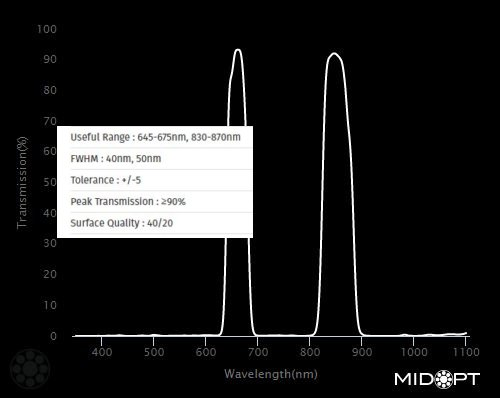 100
90
80
70
60
50
40
30
20
10
0
Transmission(%)
Useful Range : 645-675nm, 830-870nm
FWHM : 40nm, 50nm
Tolerance : +/-5
Peak Transmission : ≥90%
Surface Quality : 40/20
400 500 600 700 800 900 1000 1100
Wavelength(nm)
MIDOPT